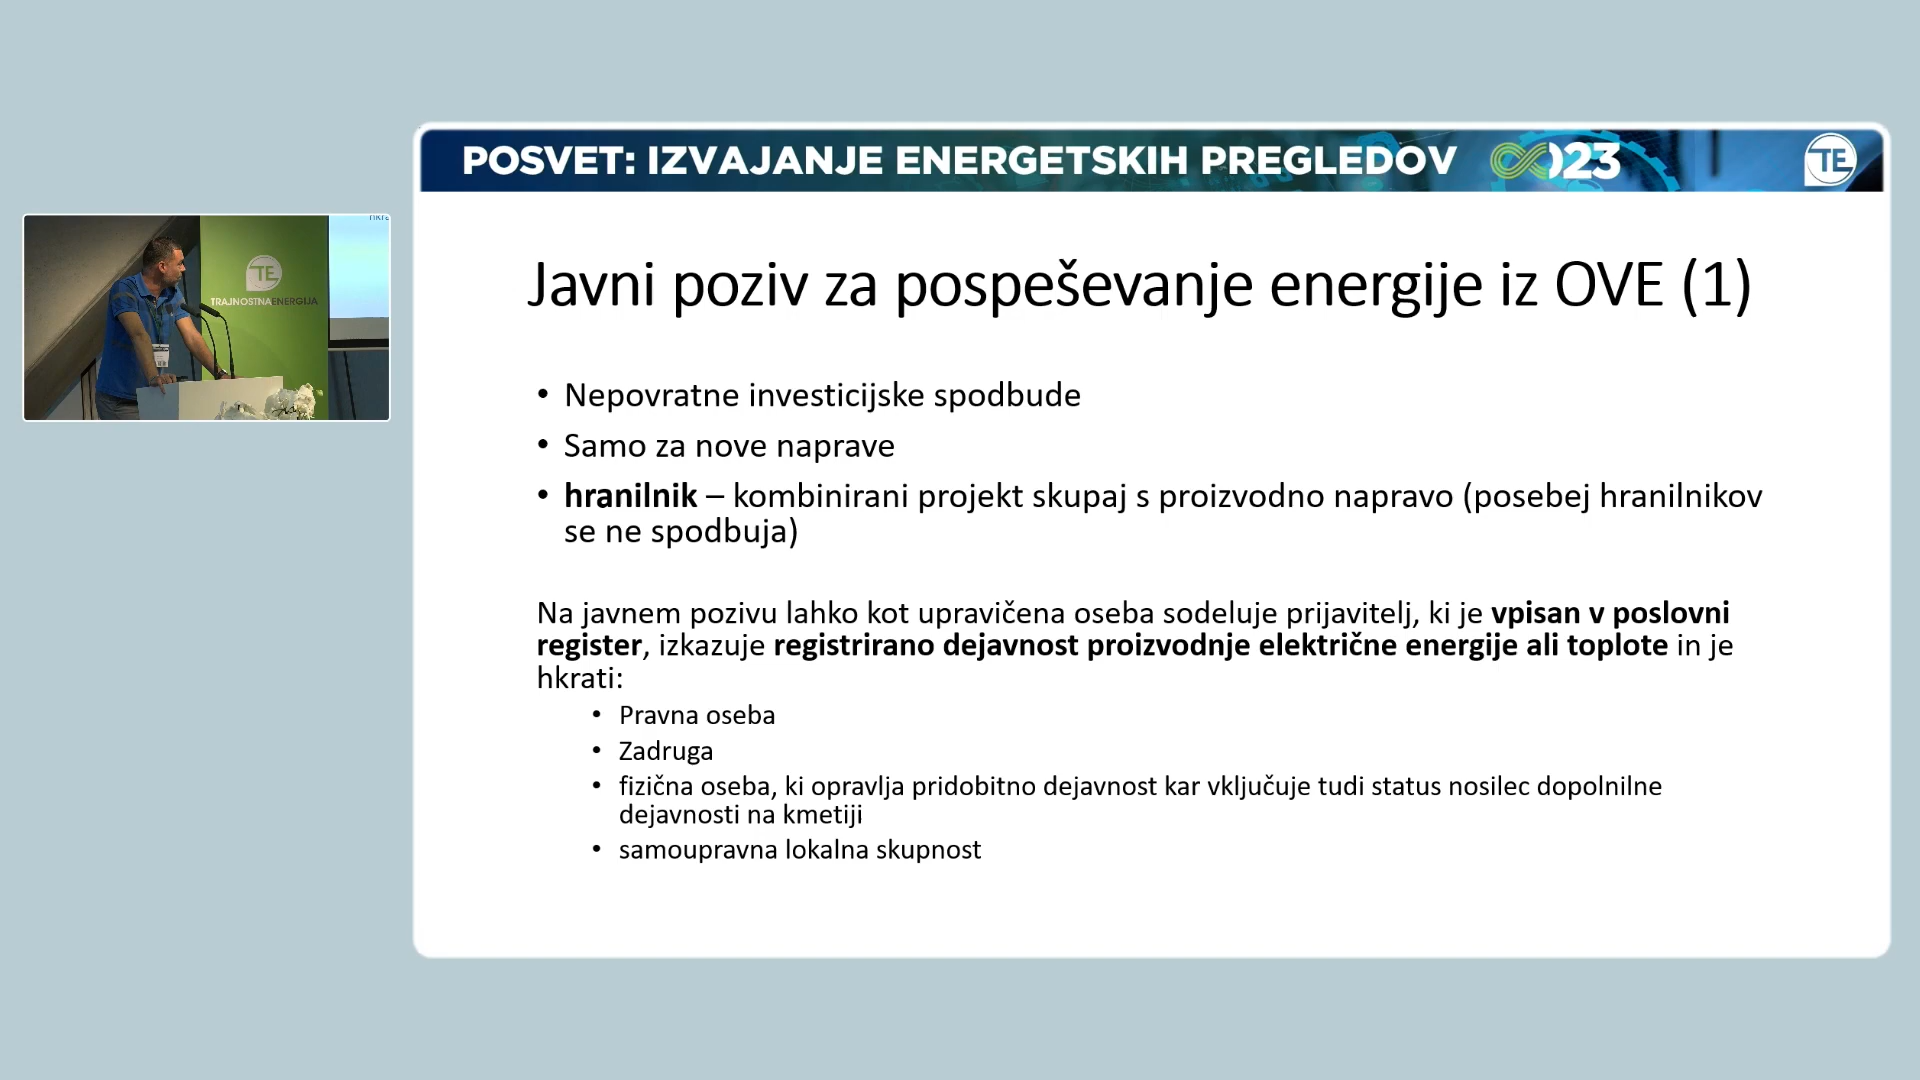 POSVET: IZVAJANJE ENERGETSKIH PREGLEDOV 2023 TE
TE
TRAJNOSTNAENERGIJA
Javni poziv za pospeševanje energije iz OVE (1)
• Nepovratne investicijske spodbude
• Samo za nove naprave
• hranilnik – kombinirani projekt skupaj s proizvodno napravo (posebej hranilnikov
se ne spodbuja)
Na javnem pozivu lahko kot upravičena oseba sodeluje prijavitelj, ki je vpisan v poslovni
register, izkazuje registrirano dejavnost proizvodnje električne energije ali toplote in je
hkrati:
• Pravna oseba
• Zadruga
• fizična oseba, ki opravlja pridobitno dejavnost kar vključuje tudi status nosilec dopolnilne
dejavnosti na kmetiji
• samoupravna lokalna skupnost